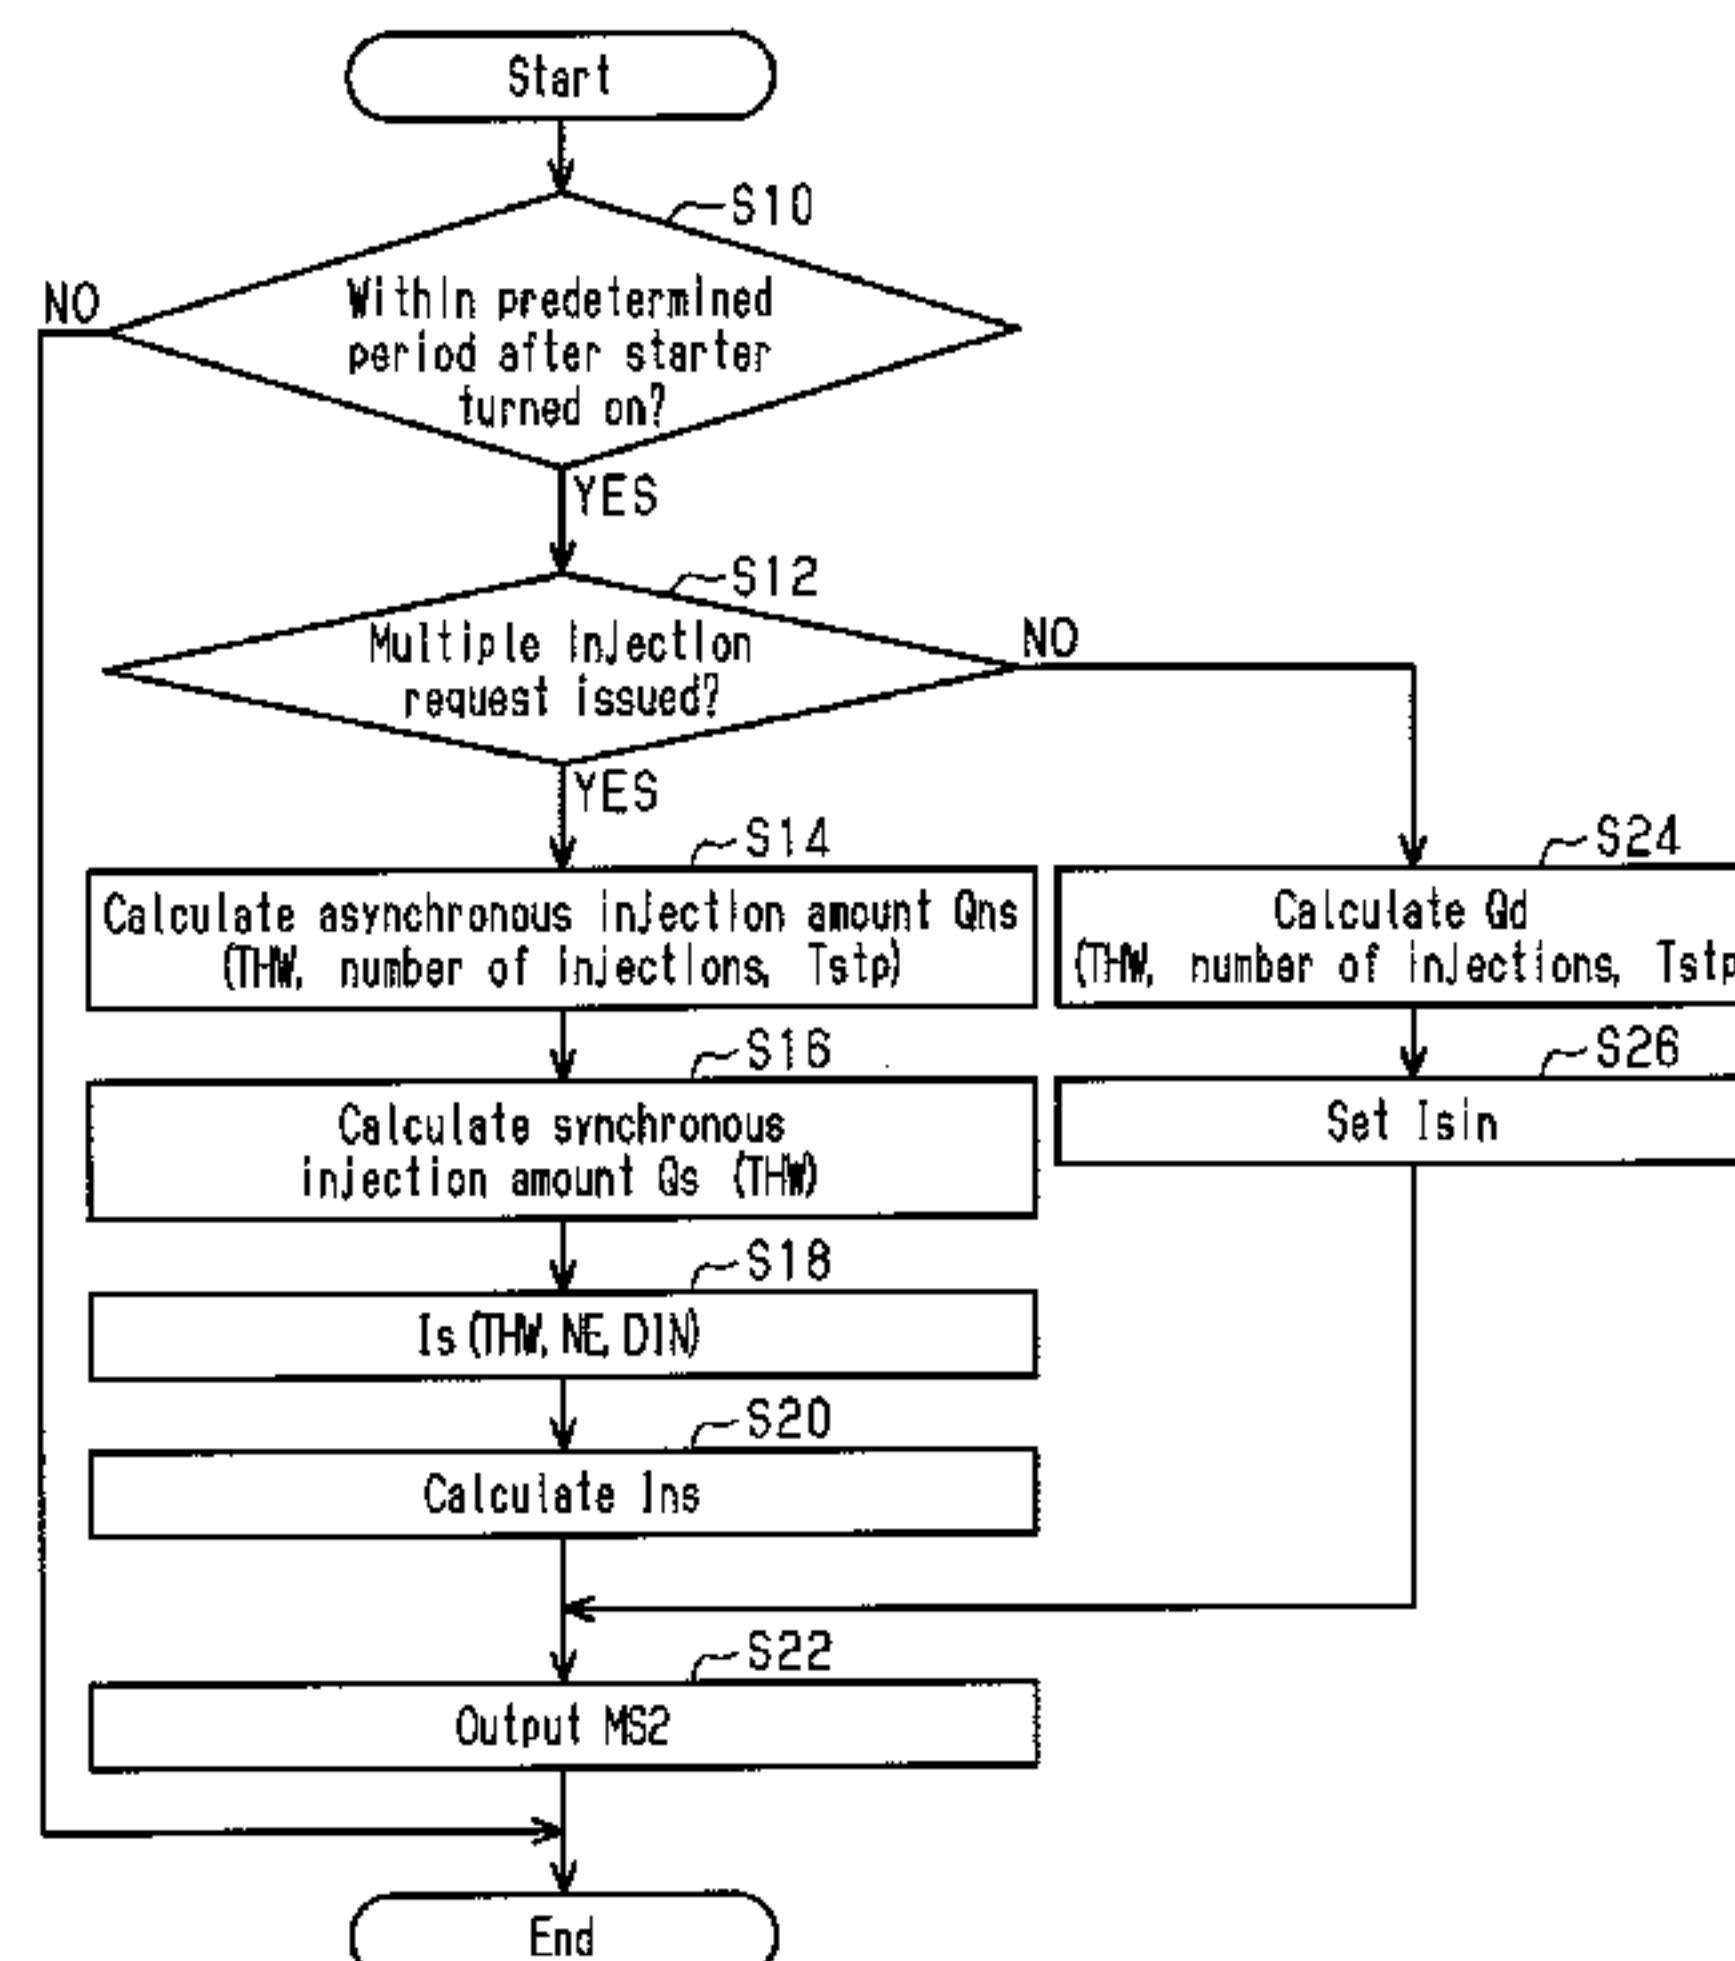 Start
S10
NO
Within predetermined
period after starter
turned on?
YES
S12
Multiple injection
request issued?
NO
YES
S14
Calculate asynchronous injection amount Qns
(THW, number of injections, Tstp)
S24
Calculate Qd
(THW, number of injections, Tstp
S16
Calculate synchronous
injection amount Qs (THW)
S26
Set Isin
S18
Is (THW, NE, DIN)
S20
Calculate Ins
S22
Output MS2
End